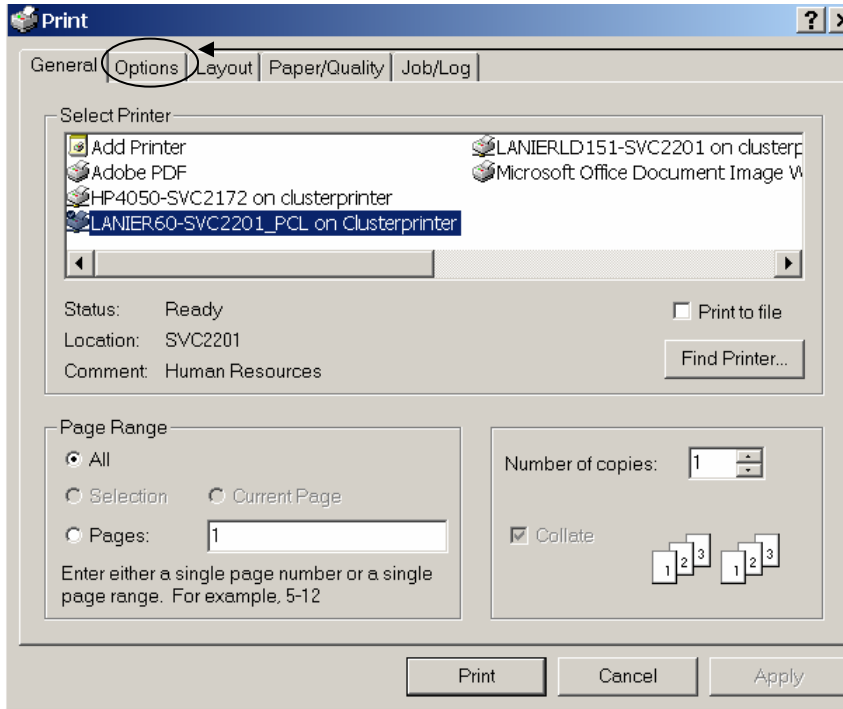 Print
General Options Layout Paper/Quality Job/Log
Select Printer
Add Printer
Adobe PDF
HP4050-SVC2172 on clusterprinter
LANIER60-SVC2201_PCL on Clusterprinter
LANIERLD151-SVC2201 on clusterp
Microsoft Office Document Image W
Status: Ready
Location: SVC2201
Comment: Human Resources
Print to file
Find Printer...
Page Range
All
Selection Current Page
Pages: 1
Enter either a single page number or a single
page range. For example, 5-12
Number of copies: 1
Collate
1 2 3 1 2 3
Print Cancel Apply